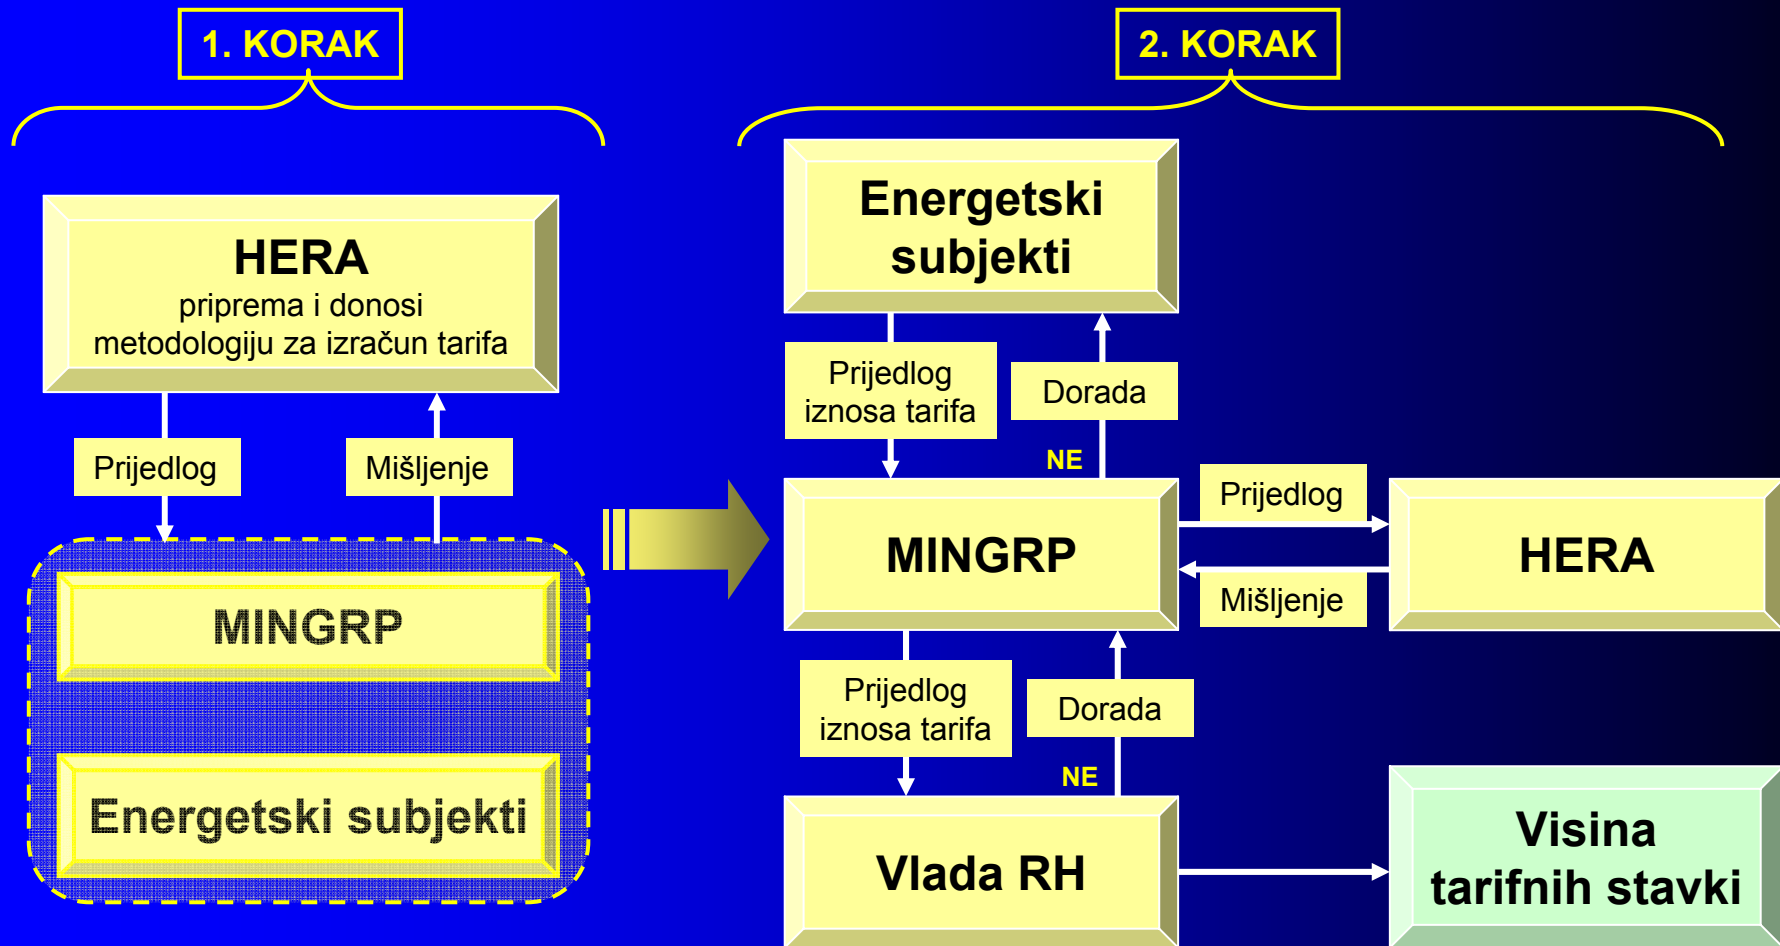 1. KORAK
HERA
priprema i donosi
metodologiju za izračun tarifa
Prijedlog
Mišljenje
MINGRP
Energetski subjekti
2. KORAK
Energetski
subjekti
Prijedlog
iznosa tarifa
Dorada
NE
MINGRP
Prijedlog
Mišljenje
HERA
Prijedlog
iznosa tarifa
Dorada
NE
Vlada RH
Visina
tarifnih stavki